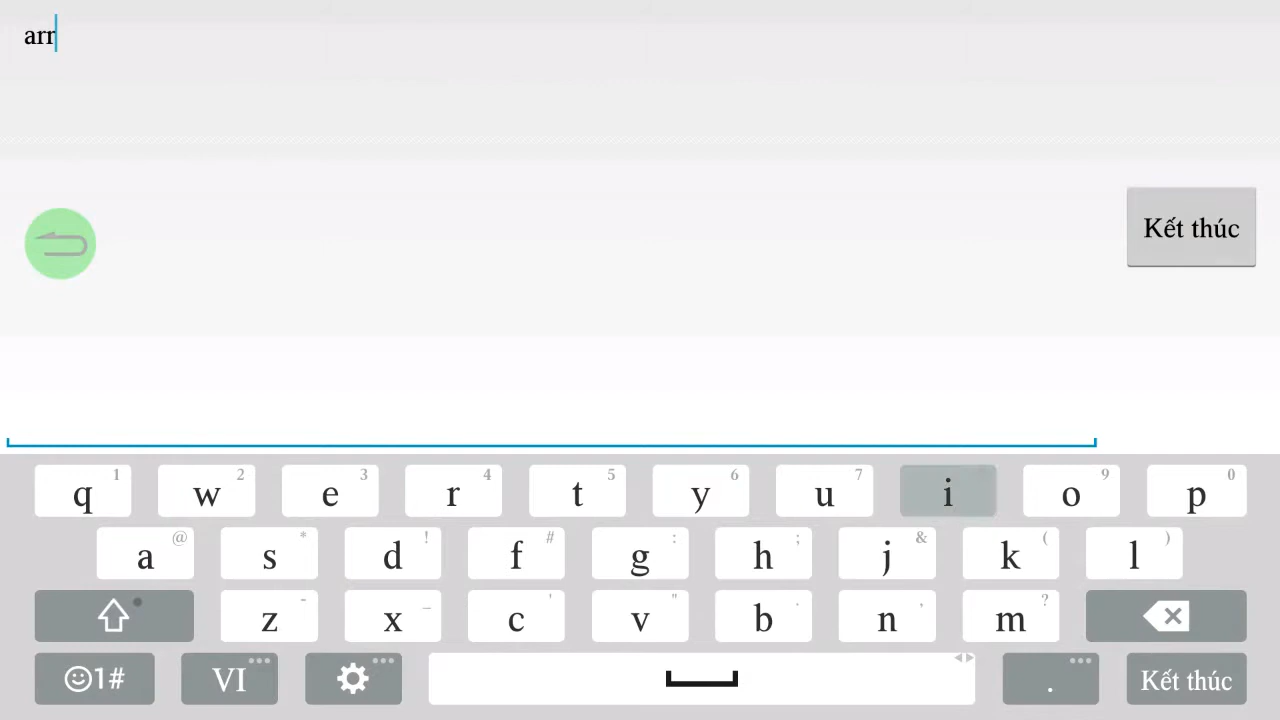 arr
Kết thúc
q 1 w 2 e 3 r 4 t 5 y 6 u 7 i o 9 p 0
a @ s * d ! f # g : h ; j & k ( l )
z - x _ c ' v " b . n , m ?
1# VI . Kết thúc